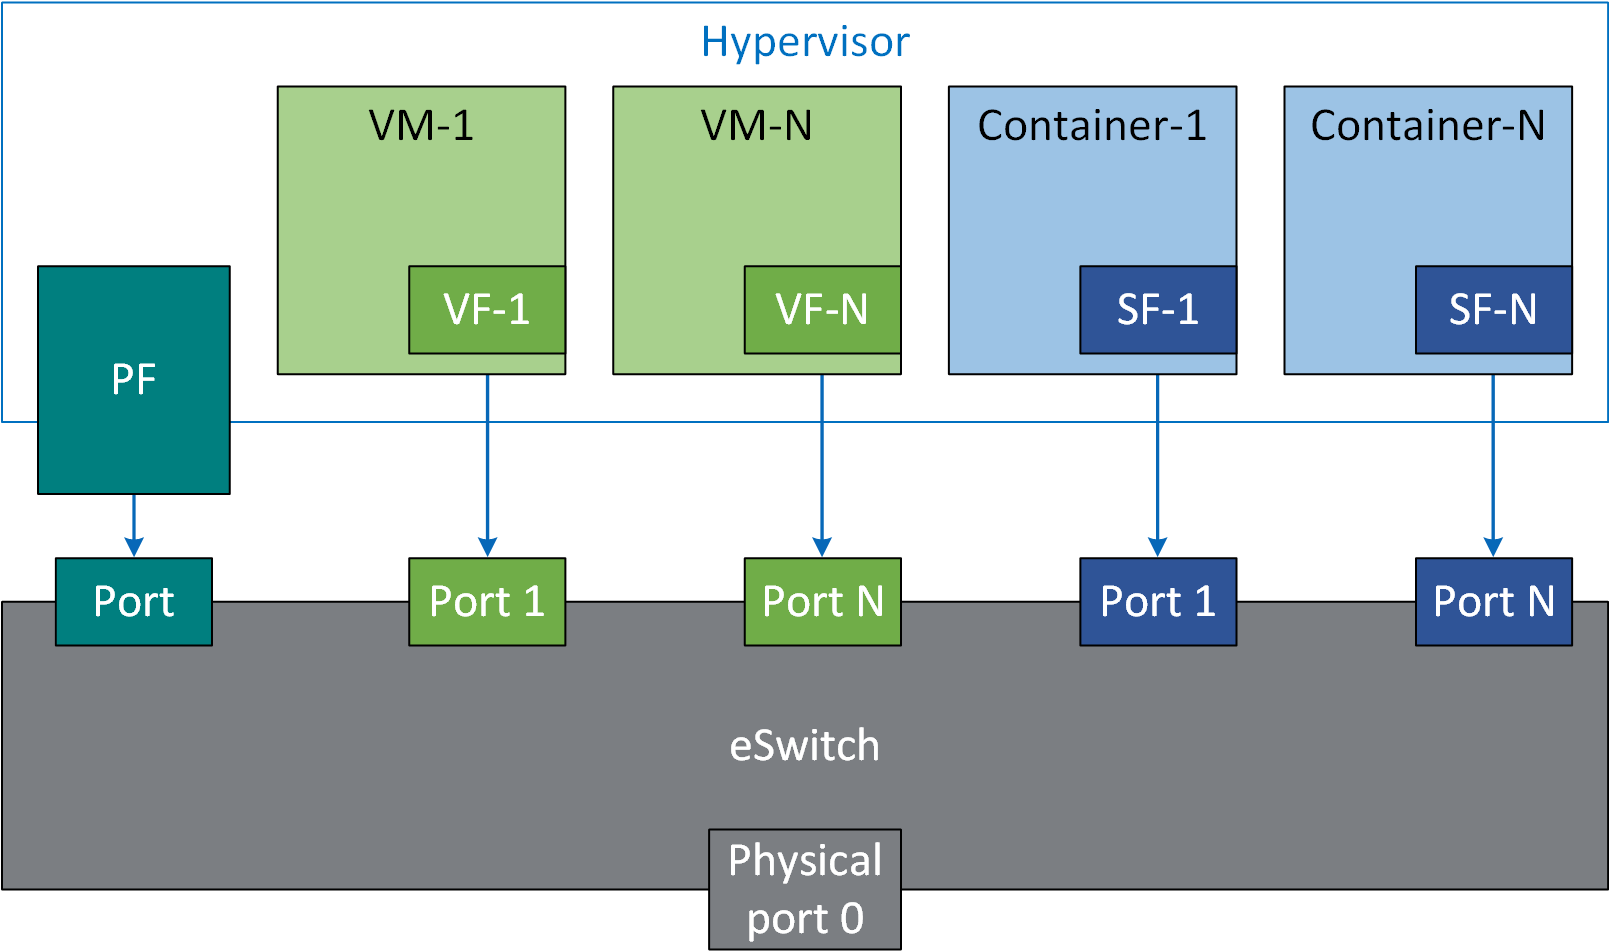 Hypervisor
VM-1
VM-N
Container-1
Container-N
VF-1
VF-N
SF-1
SF-N
PF
Port
Port 1
Port N
Port 1
Port N
eSwitch
Physical
port 0